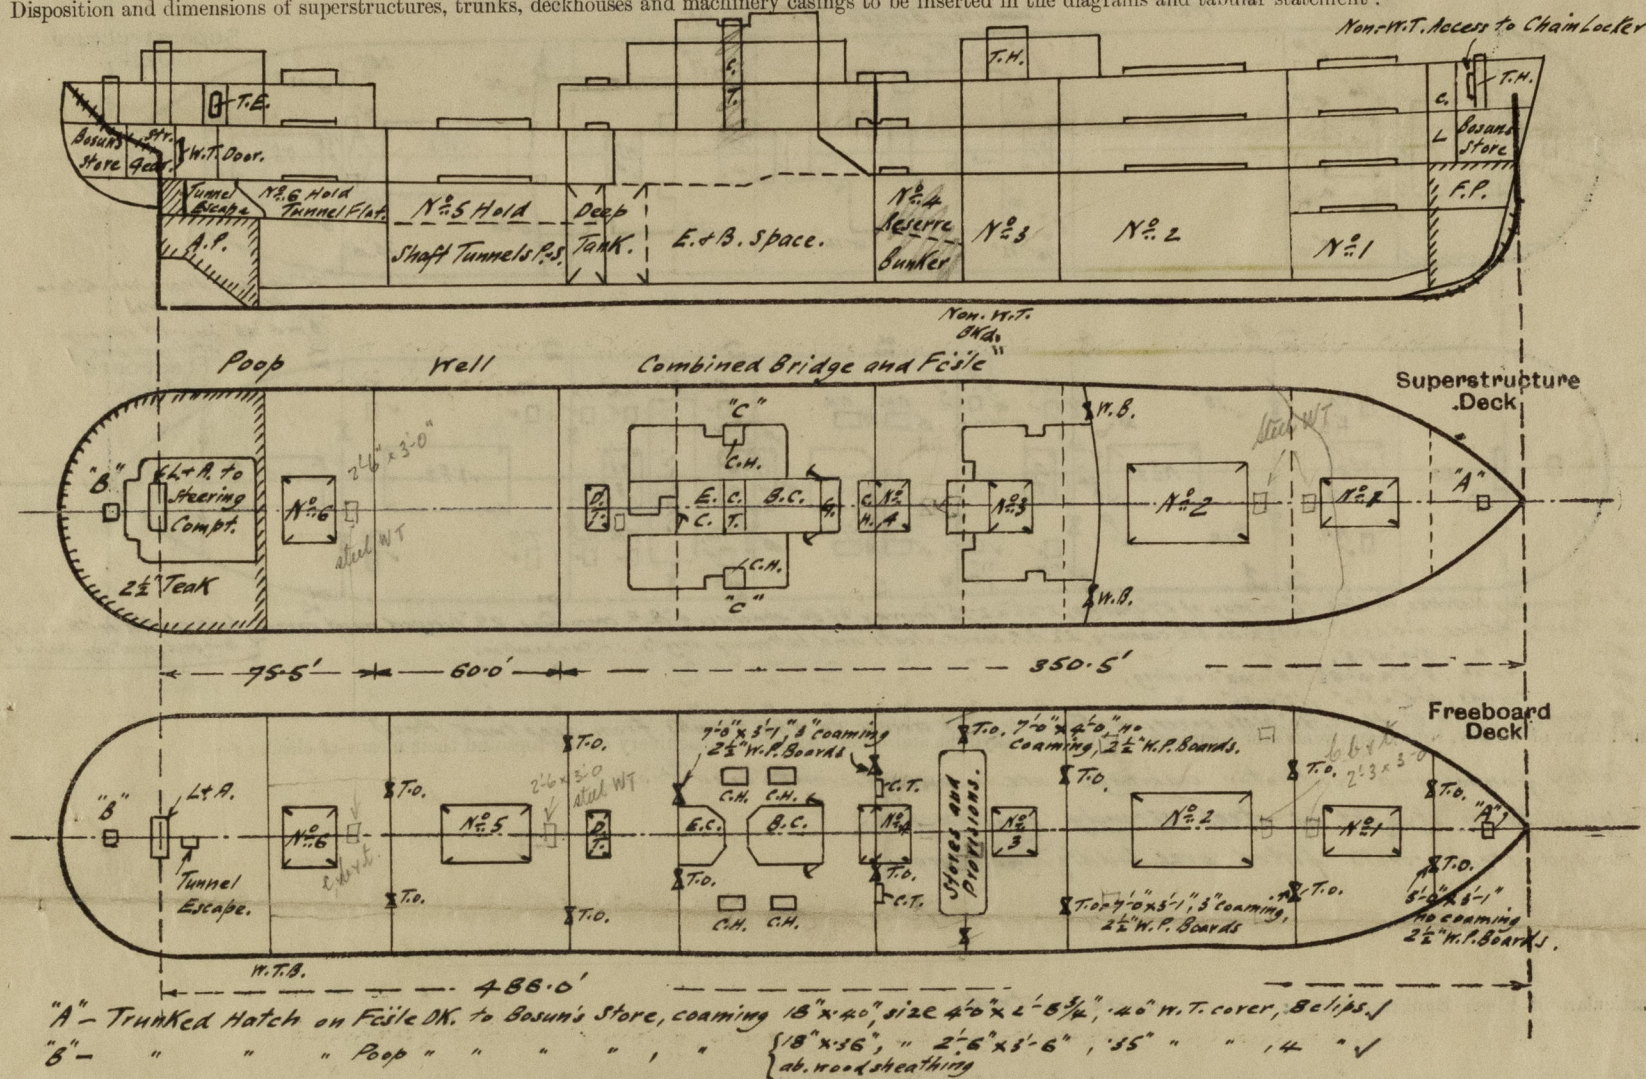 Disposition and dimensions of superstructures, trunks, deckhouses and machinery casings to be inserted in the diagrams and tabular statement :
Non-W.T. Access to Chain Locker
C.
T.
T.H.
T.H.
T.E.
Bosun's Store
Str. Gear.
W.T. Door.
C.
L
Bosun's Store
Tunnel Escape
Nº 6 Hold
Tunnel Flat.
Nº 5 Hold
Deep Tank.
Nº 4 Reserve Bunker
F.P.
A.P.
Shaft Tunnels P.&S.
E.&B. Space.
Nº 3
Nº 2
Nº 1
Non. W.T. Bkd.
Poop
Well
Combined Bridge and Fc'sle"
Superstructure Deck
"C"
W.B.
steel WT
C.H.
"B"
L+A. to Steering Compt.
Nº 6
2'-6" x 3'-0"
D.T.
E.C.
C.T.
B.C.
C.H.
Nº 4
Nº 3
Nº 2
Nº 1
"A"
steel WT
2½" Teak
C.H.
"C"
W.B.
75·5'
60·0'
350·5'
Freeboard Deck
7'-0" x 3'-1", 3" coaming
2½" W.P. Boards
T.O.
7'-0" x 4'-0", no coaming, 2½" W.P. Boards.
T.O.
2'-6 x 3'-0
steel WT
2'-3 x 3'-0"
T.O.
T.O.
T.O.
T.O.
C.H.
C.H.
C.T.
"B"
L+A.
Nº 6
Nº 5
D.T.
E.C.
B.C.
Nº 4
Stores and Provisions.
Nº 3
Nº 2
Nº 1
"A"
Tunnel Escape.
T.O.
T.O.
T.O.
T.O.
C.T.
C.H.
C.H.
T.O.
7'-0" x 3'-1", 3" coaming,
2½" W.P. Boards
T.O.
T.O.
no coaming
2½" W.P. Boards.
W.T.B.
486·0'
"A" – Trunked Hatch on Fc'sle DK. to Bosun's Store, coaming 18" x ·40", size 4'-0" x 2'-8¾", ·40" W.T. cover, 8 clips. √
"B" – " " " Poop " " " " , " {18" x ·36", " 2'-6" x 3'-6", ·35" " " , 4 " √
ab. wood sheathing